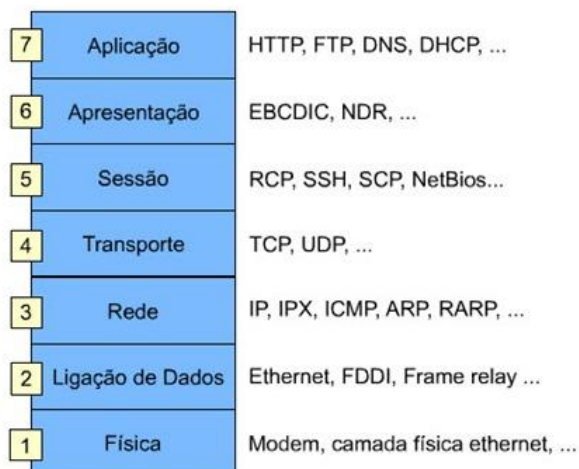 7 Aplicação HTTP, FTP, DNS, DHCP, ...
6 Apresentação EBCDIC, NDR, ...
5 Sessão RCP, SSH, SCP, NetBios...
4 Transporte TCP, UDP, ...
3 Rede IP, IPX, ICMP, ARP, RARP, ...
2 Ligação de Dados Ethernet, FDDI, Frame relay ...
1 Física Modem, camada física ethernet, ...